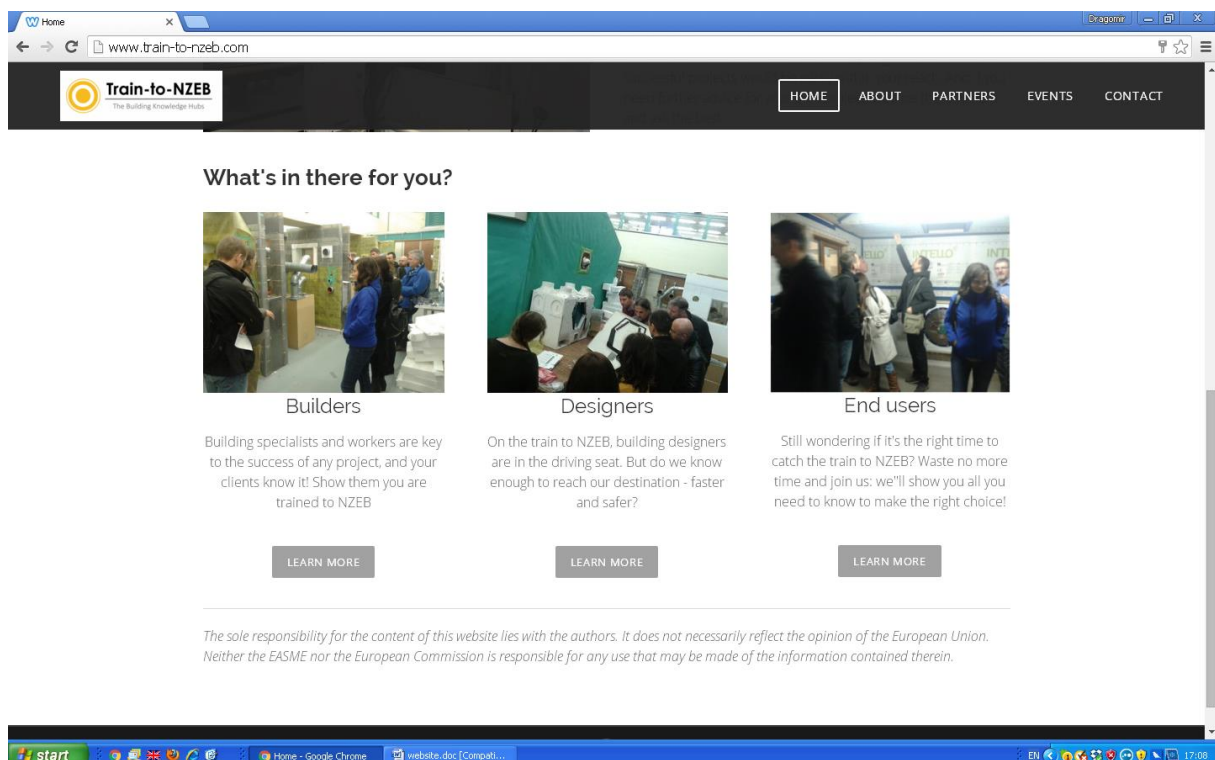 Home
Dragomir
www.train-to-nzeb.com
Train-to-NZEB
The Building Knowledge Hubs
HOME ABOUT PARTNERS EVENTS CONTACT
What's in there for you?
INTELLO INT
Builders
Building specialists and workers are key
to the success of any project, and your
clients know it! Show them you are
trained to NZEB
LEARN MORE
Designers
On the train to NZEB, building designers
are in the driving seat. But do we know
enough to reach our destination - faster
and safer?
LEARN MORE
End users
Still wondering if it's the right time to
catch the train to NZEB? Waste no more
time and join us: we"ll show you all you
need to know to make the right choice!
LEARN MORE
The sole responsibility for the content of this website lies with the authors. It does not necessarily reflect the opinion of the European Union.
Neither the EASME nor the European Commission is responsible for any use that may be made of the information contained therein.
start Home - Google Chrome website.doc [Compati... EN 17:08